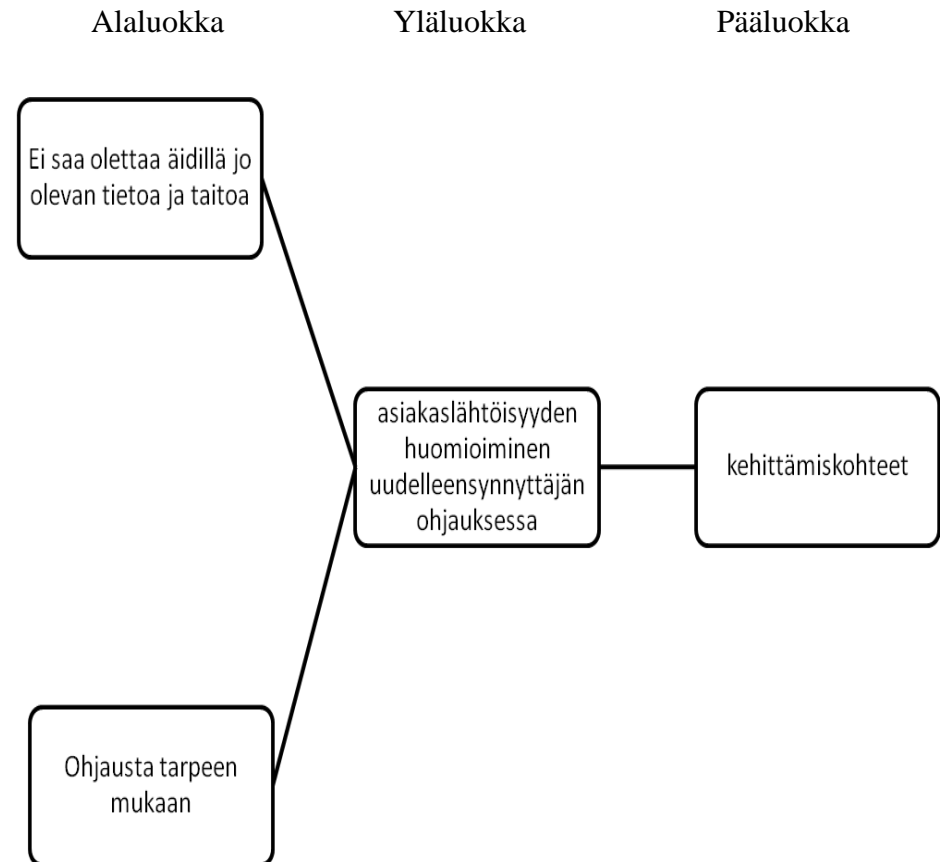 Alaluokka Yläluokka Pääluokka
Ei saa olettaa äidillä jo
olevan tietoa ja taitoa
asiakaslähtöisyyden
huomioiminen
uudelleensynnyttäjän
ohjauksessa
kehittämiskohteet
Ohjausta tarpeen
mukaan